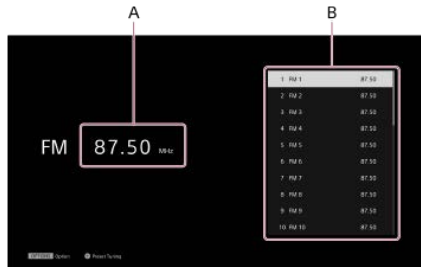 A B
1 FM 1 87.50
2 FM 2 87.50
3 FM 3 87.50
4 FM 4 87.50
5 FM 5 87.50
6 FM 6 87.50
7 FM 7 87.50
8 FM 8 87.50
9 FM 9 87.50
10 FM 10 87.50
FM 87.50 MHz
OPTIONS Option Preset Tuning